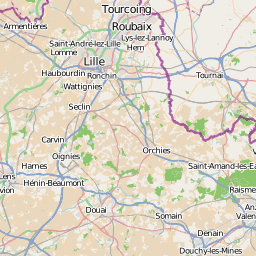 Tourcoing
Armentières
Roubaix
Lys-lez-Lannoy
Saint-André-lez-Lille
Hem
Lomme
Lille
Haubourdin
Ronchin
Tournai
Wattignies
Seclin
Carvin
Orchies
Oignies
Harnes
Saint-Amand-les-Ea
Hénin-Beaumont
Raisme
Douai
Somain
Denain
Douchy-les-Mines